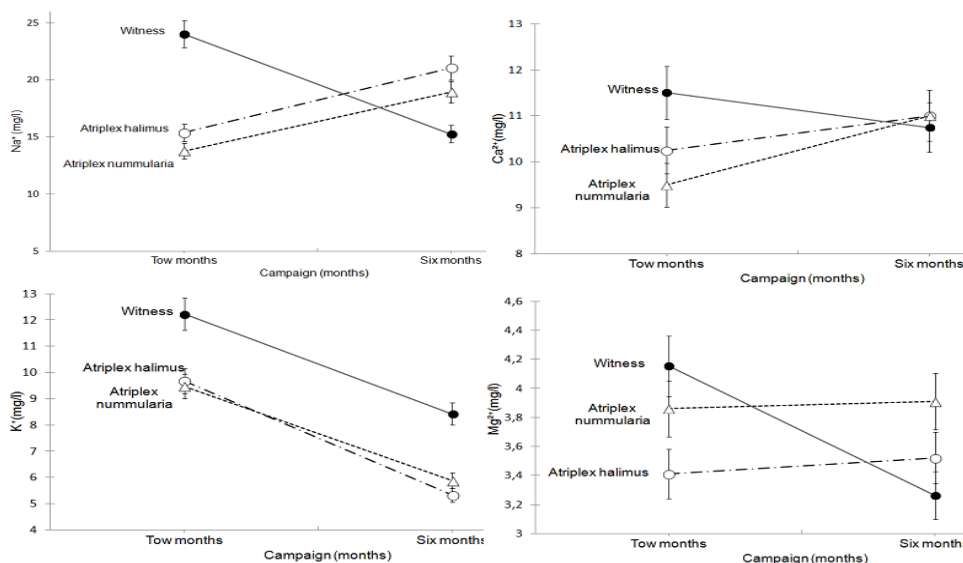 25
20
15
10
5
Na⁺ (mg/l)
Witness
Atriplex halimus
Atriplex nummularia
Tow months
Six months
Campaign (months)
13
12
11
10
9
8
Ca²⁺(mg/l)
Witness
Atriplex halimus
Atriplex
nummularia
Tow months
Six months
Campaign (months)
13
12
11
10
9
8
7
6
5
4
K⁺(mg/l)
Witness
Atriplex halimus
Atriplex
nummularia
Tow months
Six months
Campaign (months)
4,6
4,4
4,2
4
3,8
3,6
3,4
3,2
3
Mg²⁺(mg/l)
Witness
Atriplex
nummularia
Atriplex halimus
Tow months
Six months
Campaign (months)